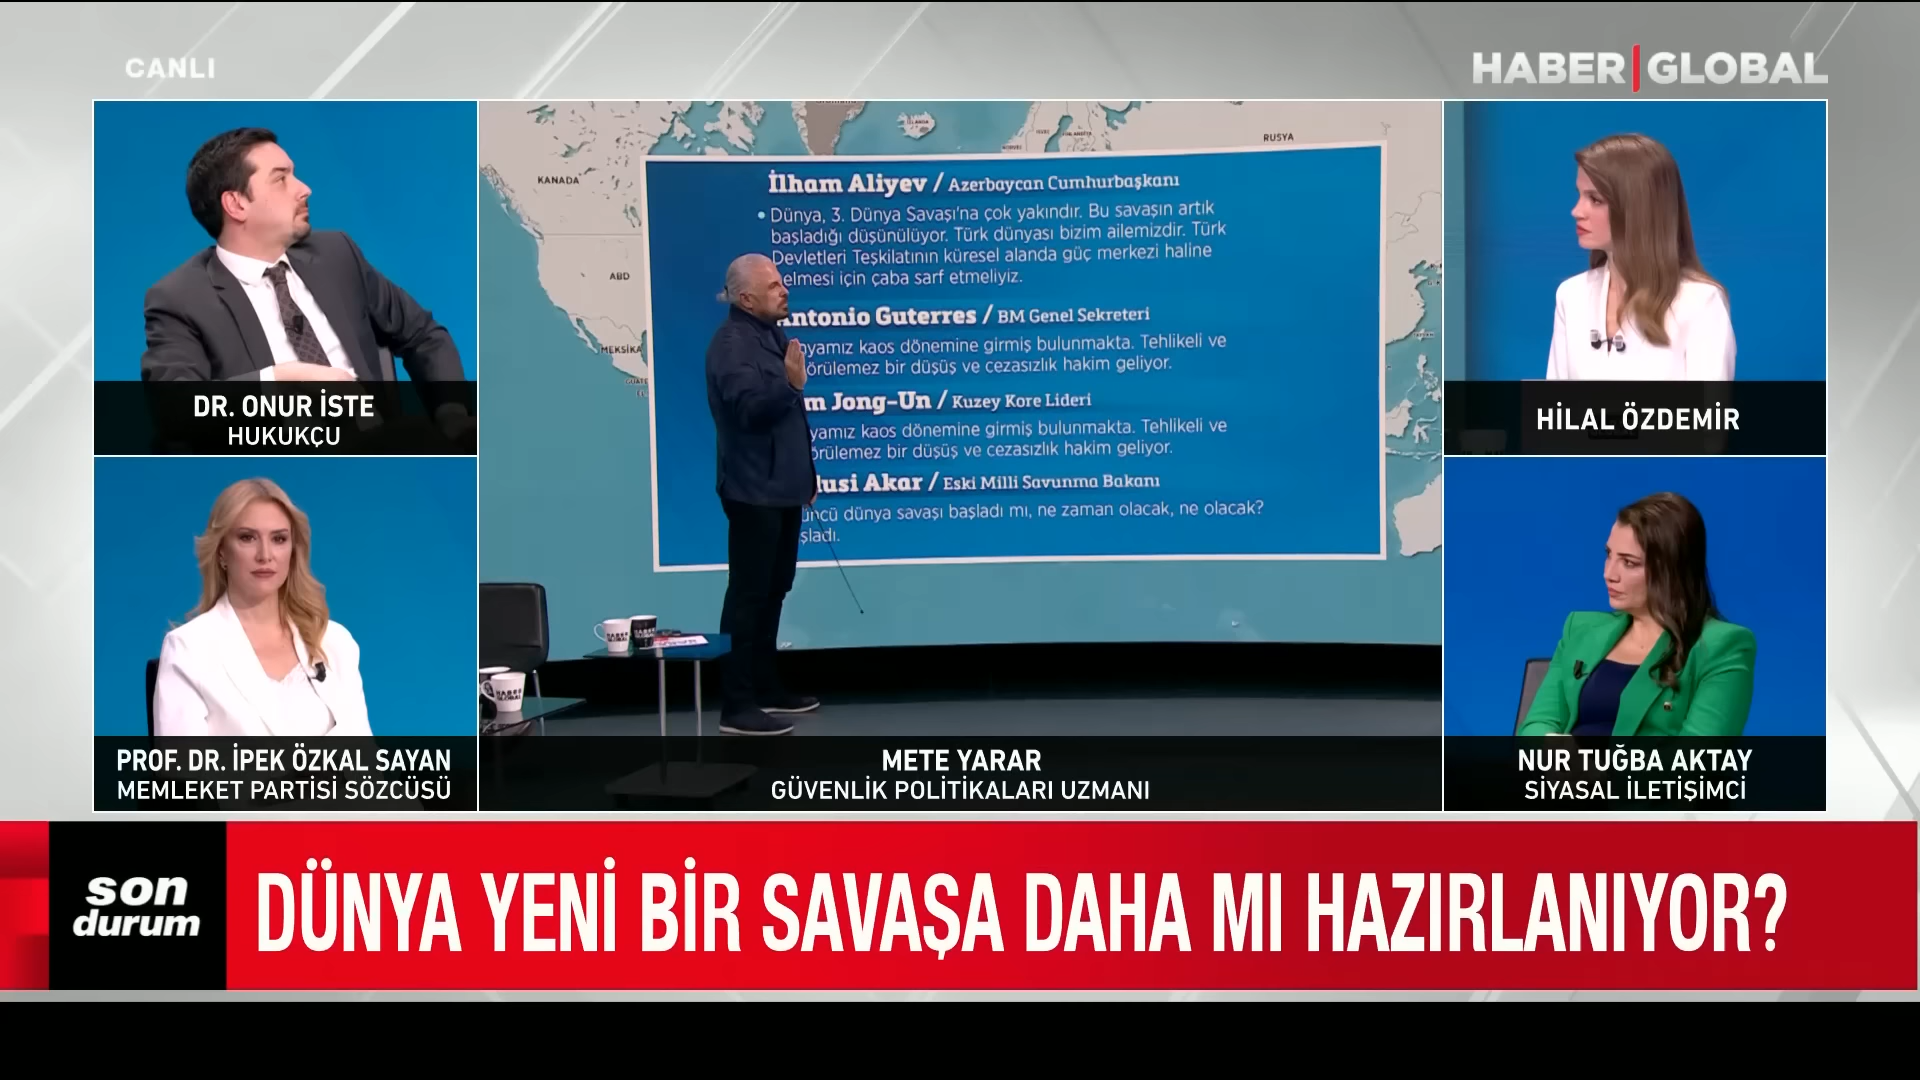 CANLI
HABER GLOBAL
KANADA
ABD
MEKSİKA
RUSYA
İlham Aliyev / Azerbaycan Cumhurbaşkanı
• Dünya, 3. Dünya Savaşı'na çok yakındır. Bu savaşın artık
başladığı düşünülüyor. Türk dünyası bizim ailemizdir. Türk
Devletleri Teşkilatının küresel alanda güç merkezi haline
elmesi için çaba sarf etmeliyiz.
ntonio Guterres / BM Genel Sekreteri
yamız kaos dönemine girmiş bulunmakta. Tehlikeli ve
örülemez bir düşüş ve cezasızlık hakim geliyor.
m Jong-Un / Kuzey Kore Lideri
yamız kaos dönemine girmiş bulunmakta. Tehlikeli ve
örülemez bir düşüş ve cezasızlık hakim geliyor.
lusi Akar / Eski Milli Savunma Bakanı
üncü dünya savaşı başladı mı, ne zaman olacak, ne olacak?
şladı.
HABER GLOBAL
HABER GLOBAL
DR. ONUR İSTE
HUKUKÇU
HİLAL ÖZDEMİR
PROF. DR. İPEK ÖZKAL SAYAN
MEMLEKET PARTİSİ SÖZCÜSÜ
METE YARAR
GÜVENLİK POLİTİKALARI UZMANI
NUR TUĞBA AKTAY
SİYASAL İLETİŞİMCİ
son
durum
DÜNYA YENİ BİR SAVAŞA DAHA MI HAZIRLANIYOR?